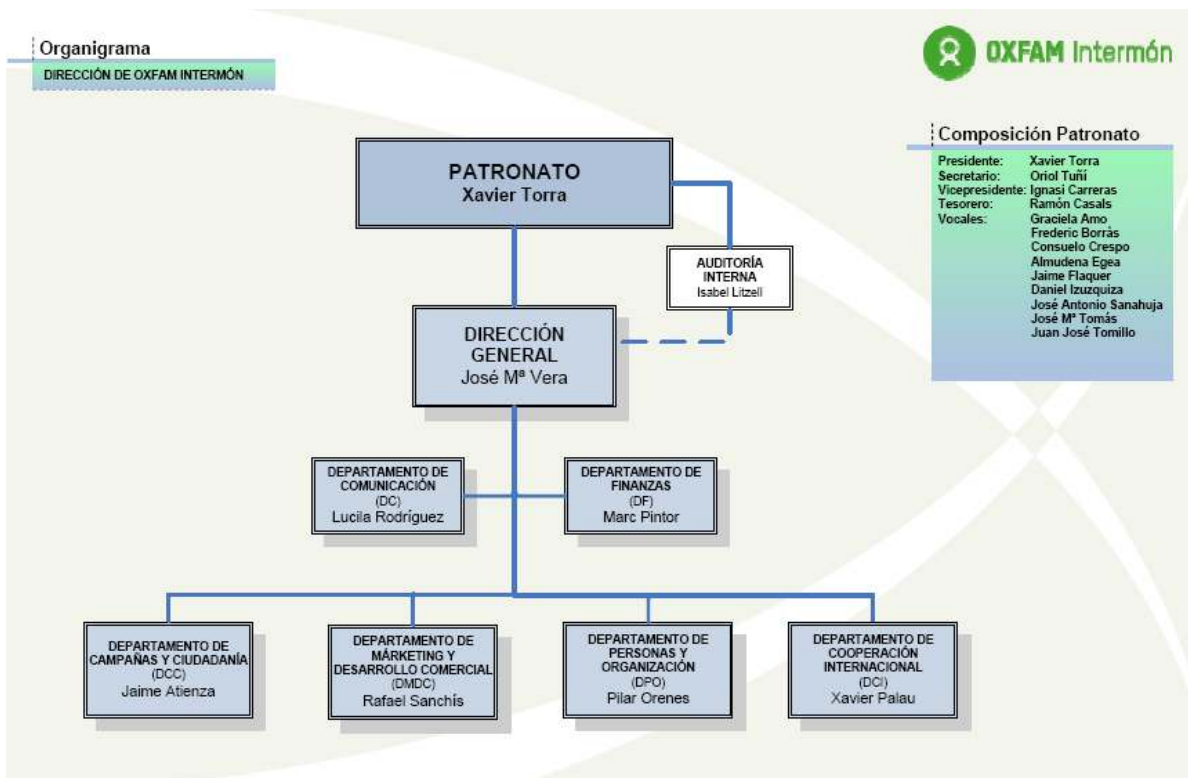 Organigrama
DIRECCIÓN DE OXFAM INTERMÓN
OXFAM Intermón
Composición Patronato
Presidente: Xavier Torra
Secretario: Oriol Tuñí
Vicepresidente: Ignasi Carreras
Tesorero: Ramón Casals
Vocales: Graciela Amo
Frederic Borràs
Consuelo Crespo
Almudena Egea
Jaime Flaquer
Daniel Izuzquiza
José Antonio Sanahuja
José Mª Tomás
Juan José Tomillo
PATRONATO
Xavier Torra
AUDITORÍA
INTERNA
Isabel Litzell
DIRECCIÓN
GENERAL
José Mª Vera
DEPARTAMENTO DE
COMUNICACIÓN
(DC)
Lucila Rodríguez
DEPARTAMENTO DE
FINANZAS
(DF)
Marc Pintor
DEPARTAMENTO DE
CAMPAÑAS Y CIUDADANÍA
(DCC)
Jaime Atienza
DEPARTAMENTO DE
MÁRKETING Y
DESARROLLO COMERCIAL
(DMDC)
Rafael Sanchís
DEPARTAMENTO DE
PERSONAS Y
ORGANIZACIÓN
(DPO)
Pilar Orenes
DEPARTAMENTO DE
COOPERACIÓN
INTERNACIONAL
(DCI)
Xavier Palau